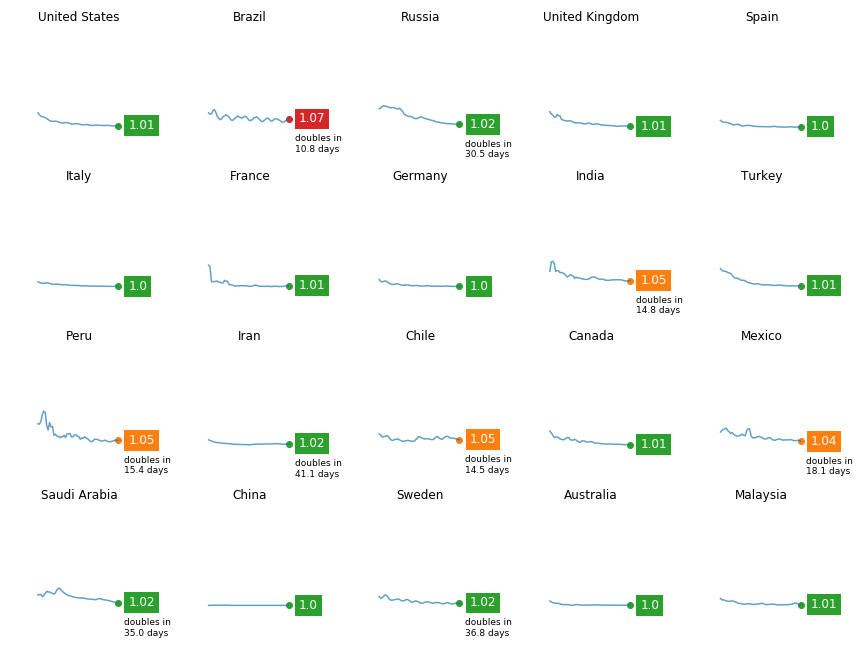 United States
Brazil
Russia
United Kingdom
Spain
1.01
1.07
doubles in
10.8 days
1.02
doubles in
30.5 days
1.01
1.0
Italy
France
Germany
India
Turkey
1.0
1.01
1.0
1.05
doubles in
14.8 days
1.01
Peru
Iran
Chile
Canada
Mexico
1.05
doubles in
15.4 days
1.02
doubles in
41.1 days
1.05
doubles in
14.5 days
1.01
1.04
doubles in
18.1 days
Saudi Arabia
China
Sweden
Australia
Malaysia
1.02
doubles in
35.0 days
1.0
1.02
doubles in
36.8 days
1.0
1.01